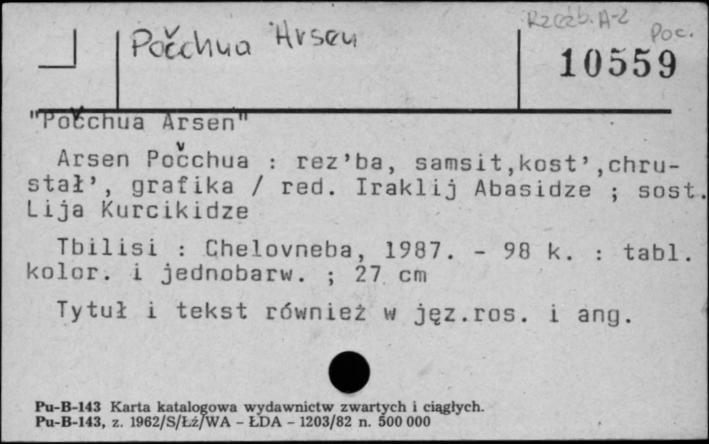 Rzeźb. A-Z
Poc.
Počchua Arsen
10559
"Počchua Arsen"
Arsen Počchua : rez'ba, samsit,kost',chru-
stał', grafika / red. Iraklij Abasidze ; sost.
Lija Kurcikidze
Tbilisi : Chelovneba, 1987. - 98 k. : tabl.
kolor. i jednobarw. ; 27 cm
Tytuł i tekst również w jęz.ros. i ang.
Pu-B-143 Karta katalogowa wydawnictw zwartych i ciągłych.
Pu-B-143, z. 1962/S/Łż/WA - ŁDA - 1203/82 n. 500 000